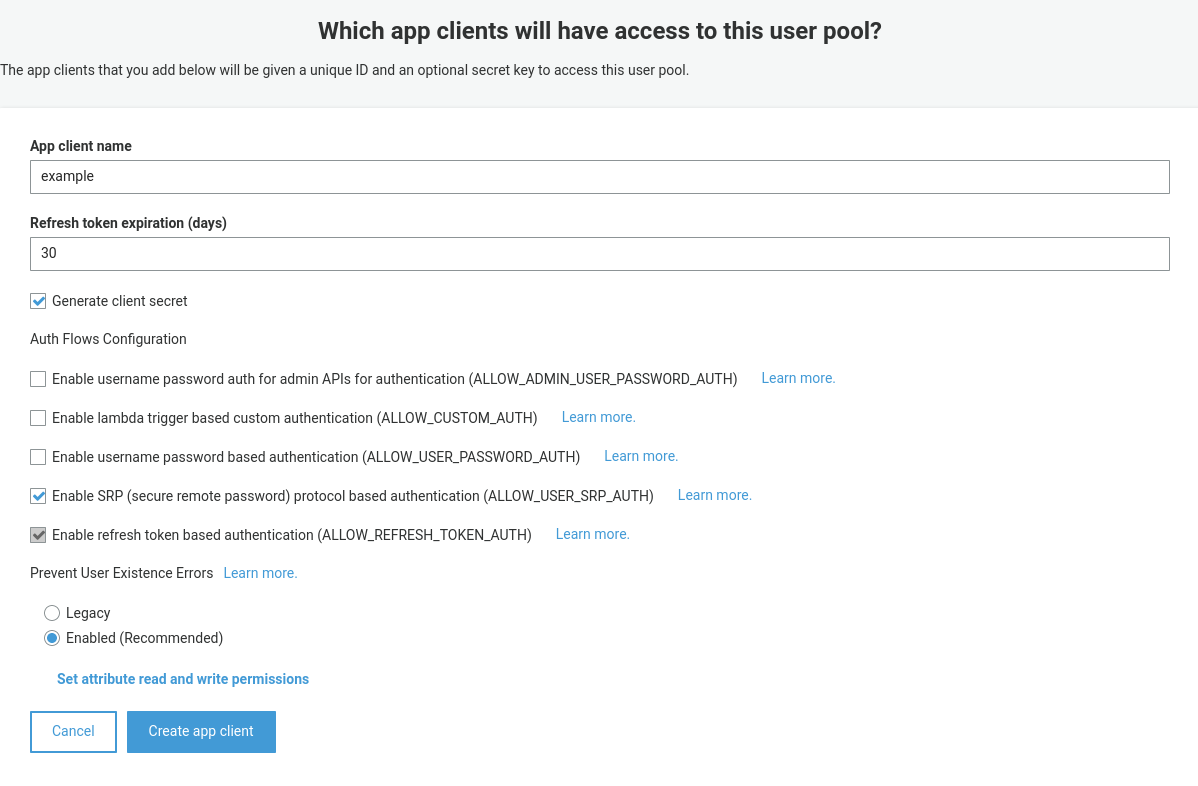 Which app clients will have access to this user pool?
The app clients that you add below will be given a unique ID and an optional secret key to access this user pool.
App client name
example
Refresh token expiration (days)
30
Generate client secret
Auth Flows Configuration
Enable username password auth for admin APIs for authentication (ALLOW_ADMIN_USER_PASSWORD_AUTH) Learn more.
Enable lambda trigger based custom authentication (ALLOW_CUSTOM_AUTH) Learn more.
Enable username password based authentication (ALLOW_USER_PASSWORD_AUTH) Learn more.
Enable SRP (secure remote password) protocol based authentication (ALLOW_USER_SRP_AUTH) Learn more.
Enable refresh token based authentication (ALLOW_REFRESH_TOKEN_AUTH) Learn more.
Prevent User Existence Errors Learn more.
Legacy
Enabled (Recommended)
Set attribute read and write permissions
Cancel Create app client